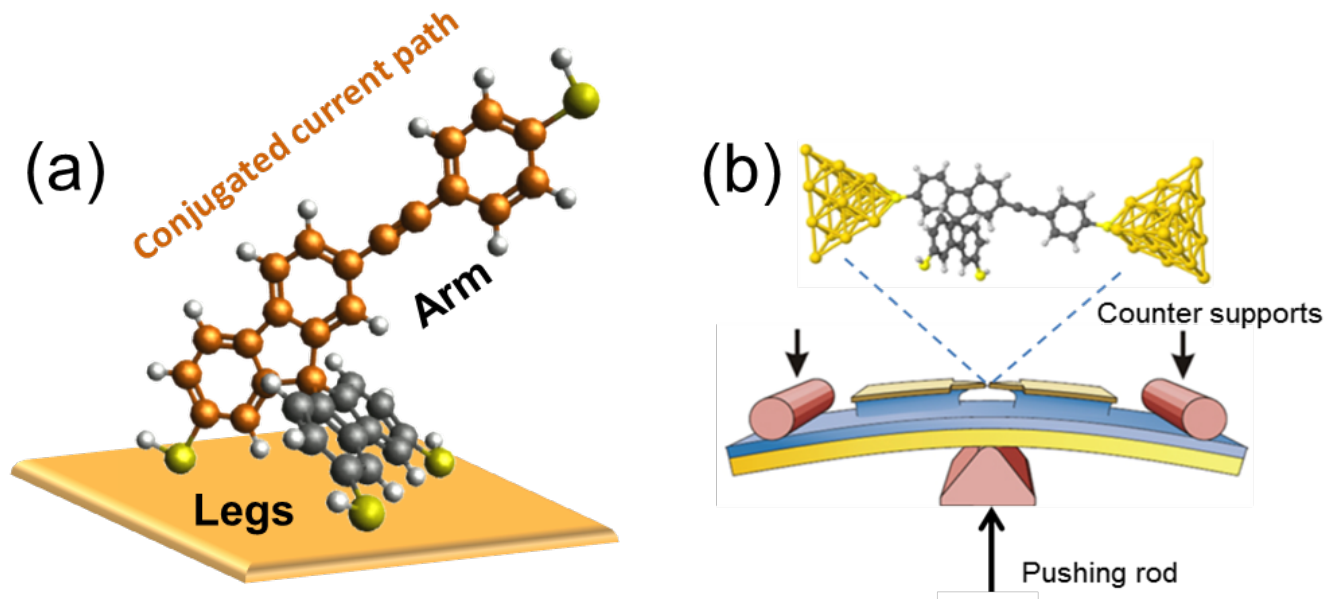 (a)
Conjugated current path
Arm
Legs
(b)
Counter supports
Pushing rod